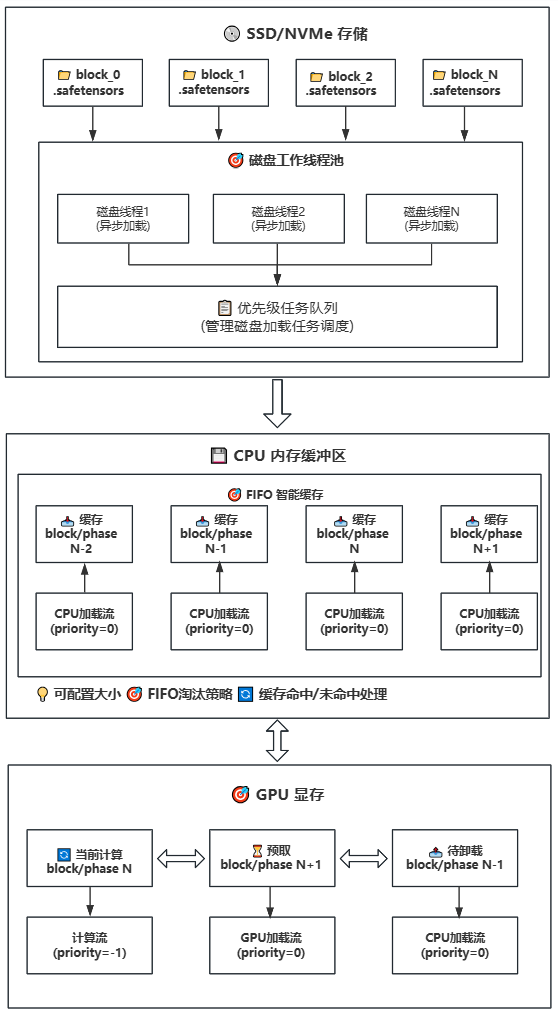 SSD/NVMe 存储
block_0
.safetensors
block_1
.safetensors
block_2
.safetensors
block_N
.safetensors
磁盘工作线程池
磁盘线程1
(异步加载)
磁盘线程2
(异步加载)
磁盘线程N
(异步加载)
优先级任务队列
(管理磁盘加载任务调度)
CPU 内存缓冲区
FIFO 智能缓存
缓存
block/phase
N-2
缓存
block/phase
N-1
缓存
block/phase
N
缓存
block/phase
N+1
CPU加载流
(priority=0)
CPU加载流
(priority=0)
CPU加载流
(priority=0)
CPU加载流
(priority=0)
可配置大小 FIFO淘汰策略 缓存命中/未命中处理
GPU 显存
当前计算
block/phase N
预取
block/phase N+1
待卸载
block/phase N-1
计算流
(priority=-1)
GPU加载流
(priority=0)
CPU加载流
(priority=0)